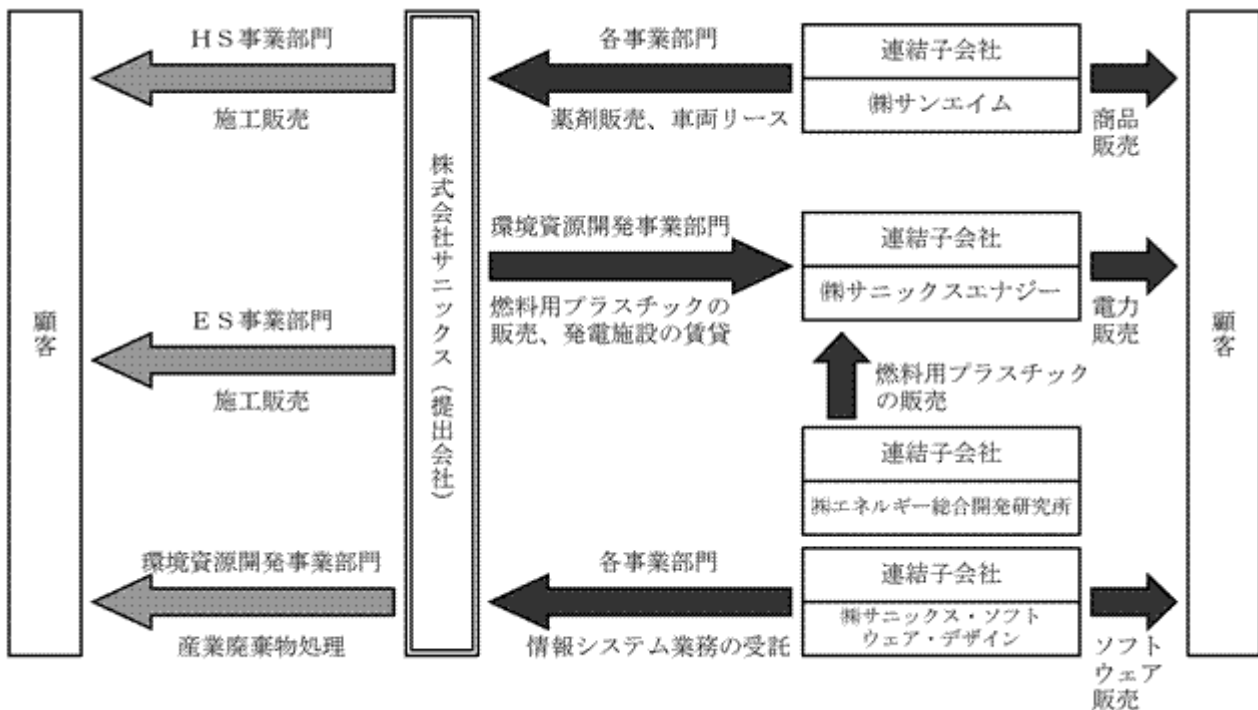 顧客
ＨＳ事業部門
施工販売
ＥＳ事業部門
施工販売
環境資源開発事業部門
産業廃棄物処理
株式会社サニックス（提出会社）
各事業部門
薬剤販売、車両リース
環境資源開発事業部門
燃料用プラスチックの
販売、発電施設の賃貸
各事業部門
情報システム業務の受託
連結子会社
㈱サンエイム
連結子会社
㈱サニックスエナジー
燃料用プラスチック
の販売
連結子会社
㈱エネルギー総合開発研究所
連結子会社
㈱サニックス・ソフト
ウェア・デザイン
商品
販売
電力
販売
ソフト
ウェア
販売
顧客